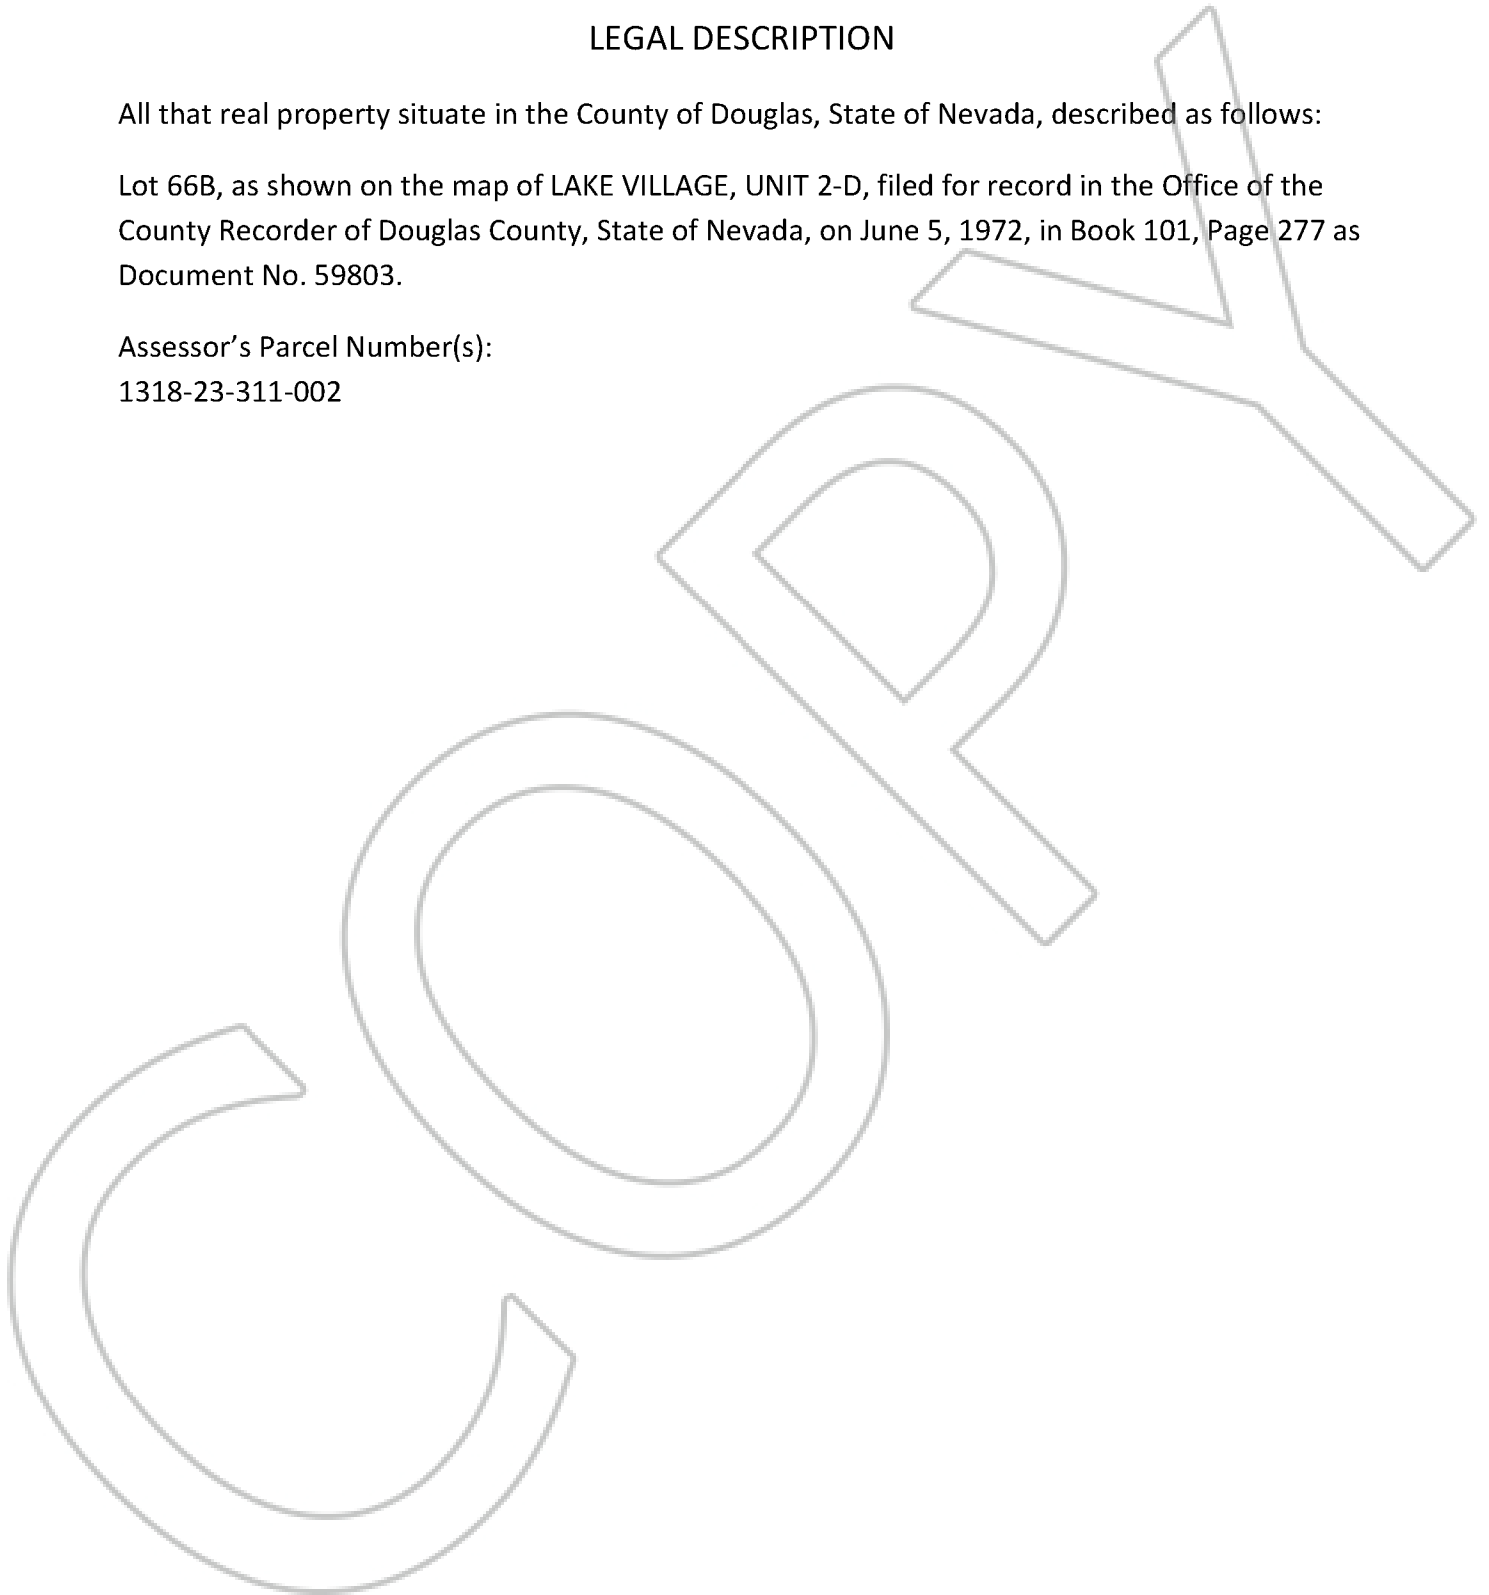 LEGAL DESCRIPTION
All that real property situate in the County of Douglas, State of Nevada, described as follows:
Lot 66B, as shown on the map of LAKE VILLAGE, UNIT 2-D, filed for record in the Office of the
County Recorder of Douglas County, State of Nevada, on June 5, 1972, in Book 101, Page 277 as
Document No. 59803.
Assessor’s Parcel Number(s):
1318-23-311-002
COPY